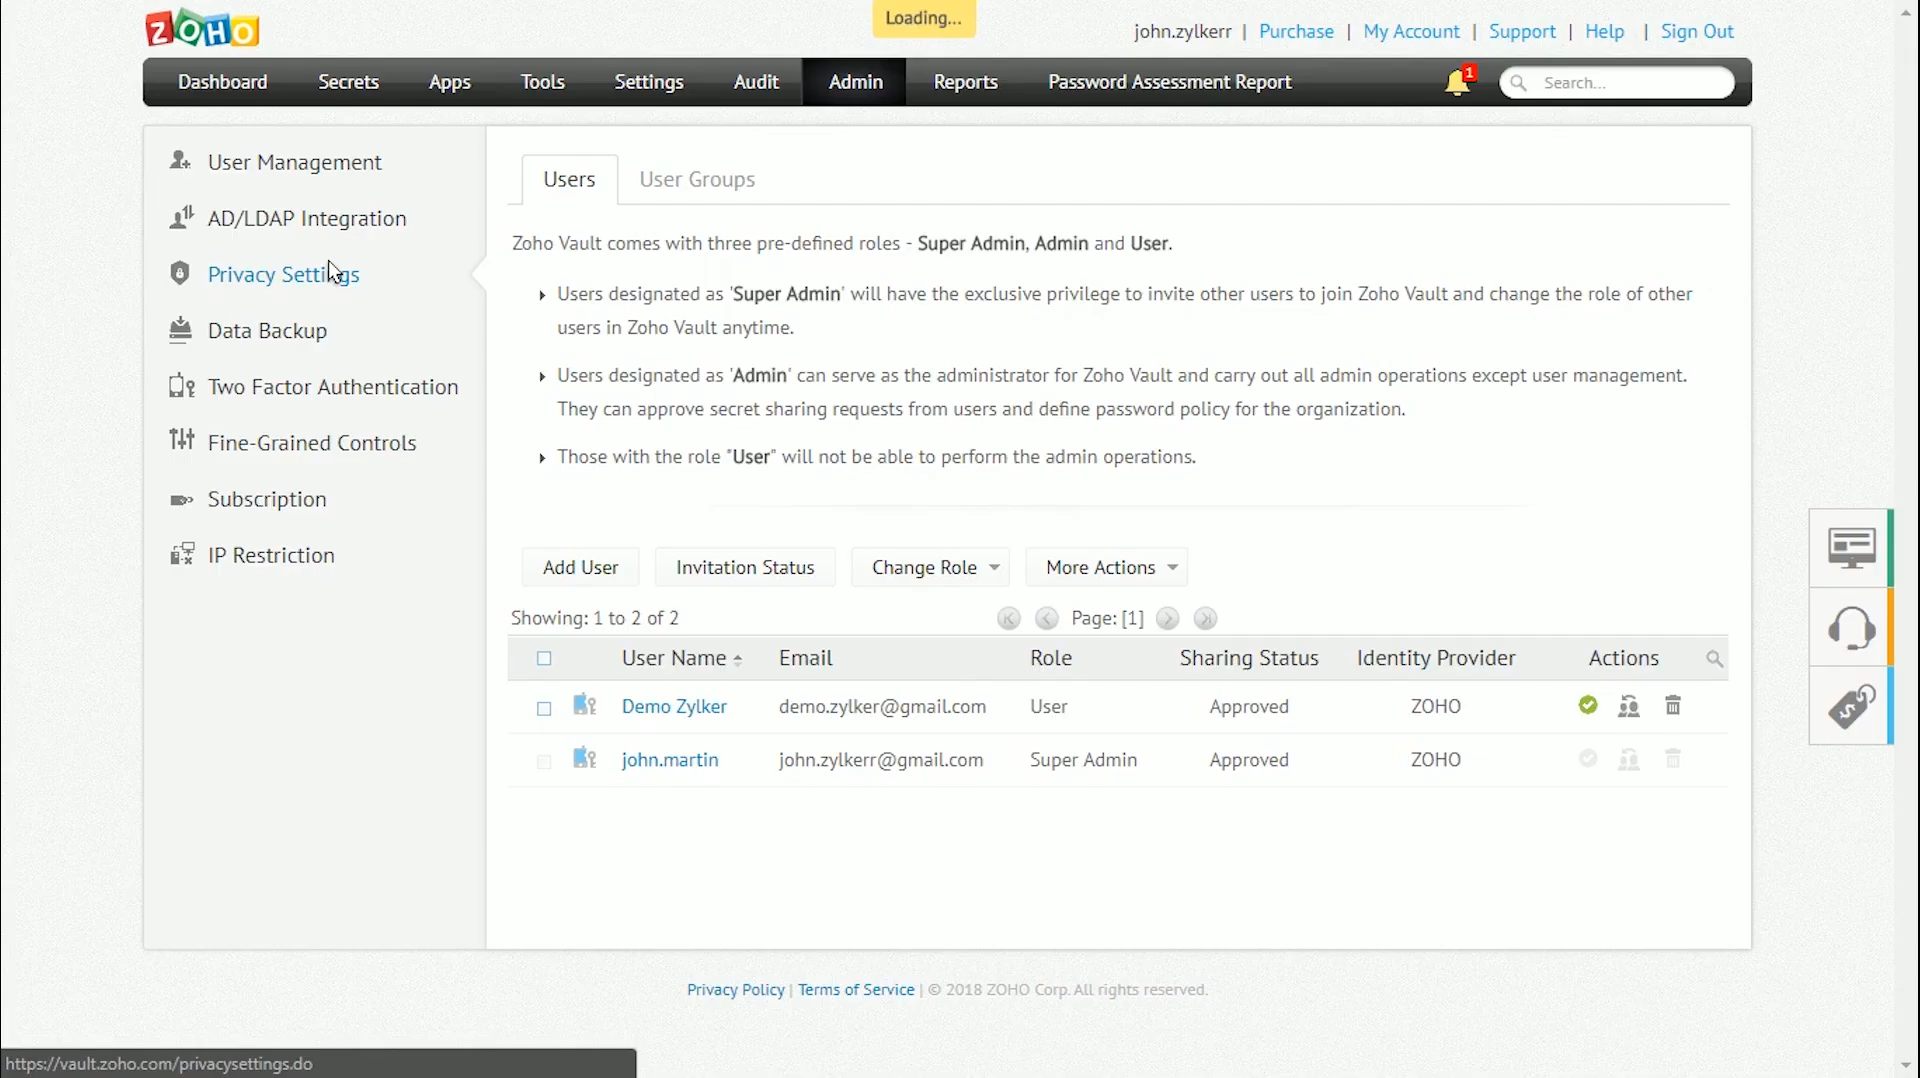 ZOHO
Loading...
john.zylkerr | Purchase | My Account | Support | Help | Sign Out
Dashboard Secrets Apps Tools Settings Audit Admin Reports Password Assessment Report 1 Search...
User Management
AD/LDAP Integration
Privacy Settings
Data Backup
Two Factor Authentication
Fine-Grained Controls
Subscription
IP Restriction
Users User Groups
Zoho Vault comes with three pre-defined roles - Super Admin, Admin and User.
Users designated as 'Super Admin' will have the exclusive privilege to invite other users to join Zoho Vault and change the role of other
users in Zoho Vault anytime.
Users designated as 'Admin' can serve as the administrator for Zoho Vault and carry out all admin operations except user management.
They can approve secret sharing requests from users and define password policy for the organization.
Those with the role "User" will not be able to perform the admin operations.
Add User Invitation Status Change Role More Actions
Showing: 1 to 2 of 2 Page: [1]
User Name Email Role Sharing Status Identity Provider Actions
Demo Zylker demo.zylker@gmail.com User Approved ZOHO
john.martin john.zylkerr@gmail.com Super Admin Approved ZOHO
Privacy Policy | Terms of Service | © 2018 ZOHO Corp. All rights reserved.
https://vault.zoho.com/privacysettings.do